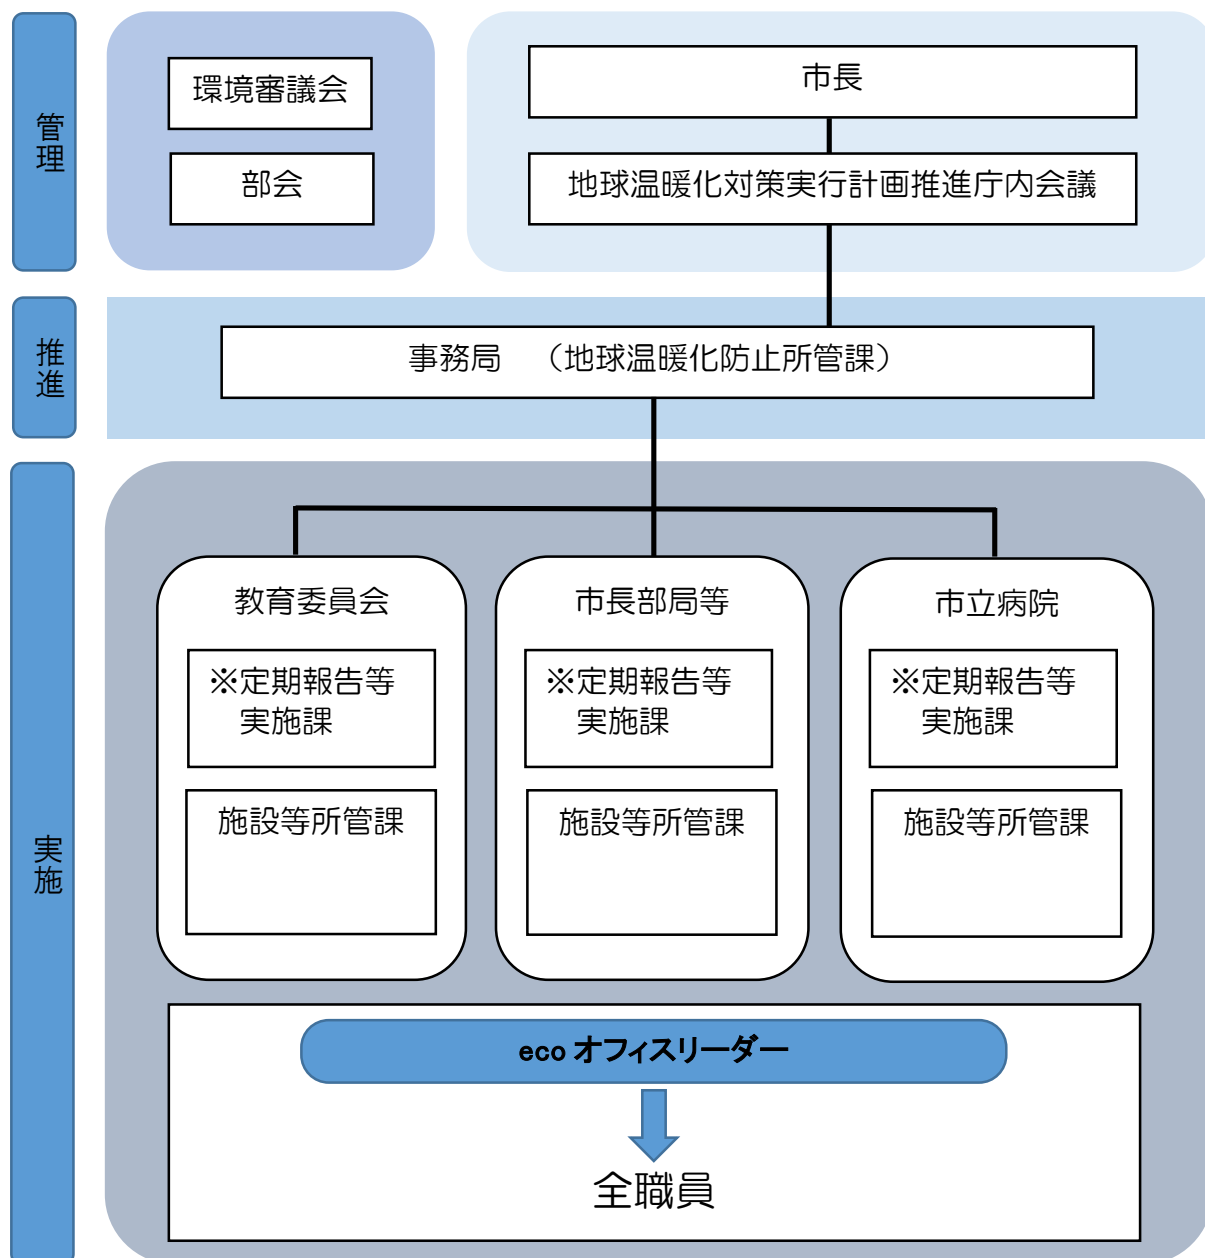 管理
環境審議会
部会
市長
地球温暖化対策実行計画推進庁内会議
推進
事務局　（地球温暖化防止所管課）
実施
教育委員会
※定期報告等
実施課
施設等所管課
市長部局等
※定期報告等
実施課
施設等所管課
市立病院
※定期報告等
実施課
施設等所管課
eco オフィスリーダー
全職員